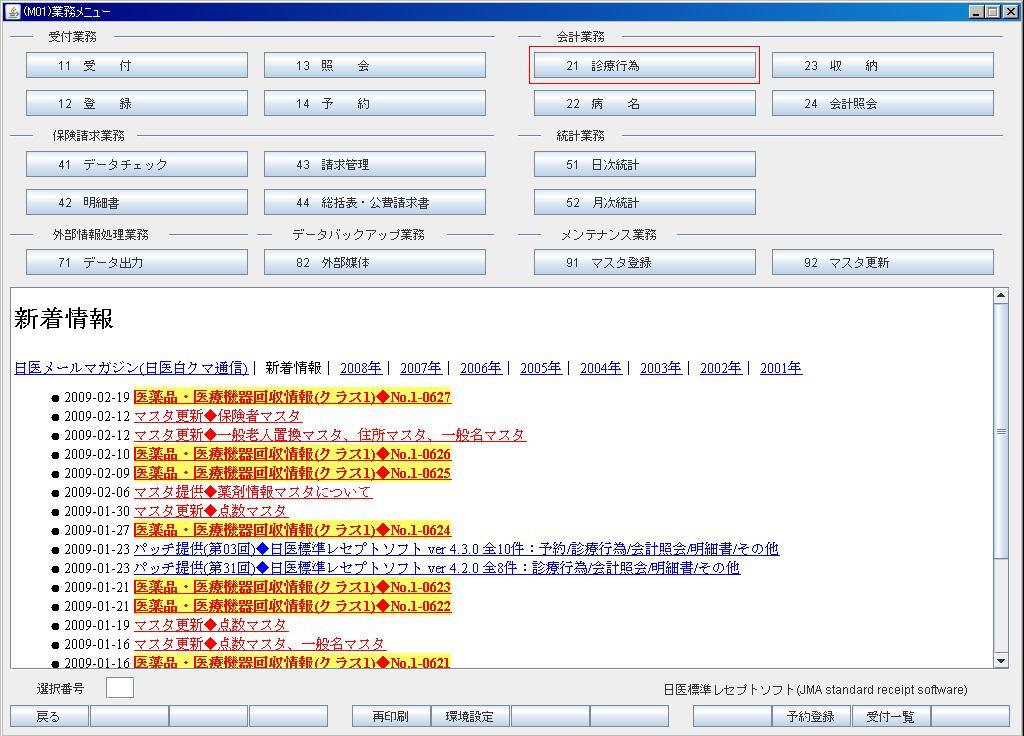 (M01)業務メニュー
受付業務 会計業務
11 受　付 13 照　会 21 診療行為 23 収　納
12 登　録 14 予　約 22 病　名 24 会計照会
保険請求業務 統計業務
41 データチェック 43 請求管理 51 日次統計
42 明細書 44 総括表・公費請求書 52 月次統計
外部情報処理業務 データバックアップ業務 メンテナンス業務
71 データ出力 82 外部媒体 91 マスタ登録 92 マスタ更新
新着情報
日医メールマガジン(日医白クマ通信) | 新着情報 | 2008年 | 2007年 | 2006年 | 2005年 | 2004年 | 2003年 | 2002年 | 2001年
● 2009-02-19 医薬品・医療機器回収情報(クラス1)◆No.1-0627
● 2009-02-12 マスタ更新◆保険者マスタ
● 2009-02-12 マスタ更新◆一般老人置換マスタ、住所マスタ、一般名マスタ
● 2009-02-10 医薬品・医療機器回収情報(クラス1)◆No.1-0626
● 2009-02-09 医薬品・医療機器回収情報(クラス1)◆No.1-0625
● 2009-02-06 マスタ提供◆薬剤情報マスタについて
● 2009-01-30 マスタ更新◆点数マスタ
● 2009-01-27 医薬品・医療機器回収情報(クラス1)◆No.1-0624
● 2009-01-23 パッチ提供(第03回)◆日医標準レセプトソフト ver 4.3.0 全10件：予約/診療行為/会計照会/明細書/その他
● 2009-01-23 パッチ提供(第31回)◆日医標準レセプトソフト ver 4.2.0 全8件：診療行為/会計照会/明細書/その他
● 2009-01-21 医薬品・医療機器回収情報(クラス1)◆No.1-0623
● 2009-01-21 医薬品・医療機器回収情報(クラス1)◆No.1-0622
● 2009-01-19 マスタ更新◆点数マスタ
● 2009-01-16 マスタ更新◆点数マスタ、一般名マスタ
● 2009-01-16 医薬品・医療機器回収情報(クラス1)◆No.1-0621
選択番号 日医標準レセプトソフト(JMA standard receipt software)
戻る 再印刷 環境設定 予約登録 受付一覧